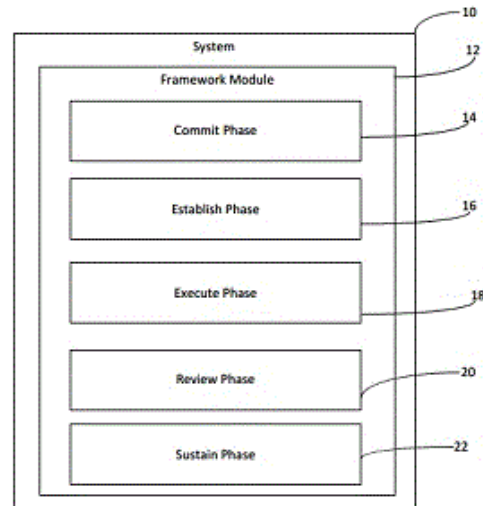 10
System
12
Framework Module
14
Commit Phase
16
Establish Phase
18
Execute Phase
20
Review Phase
22
Sustain Phase